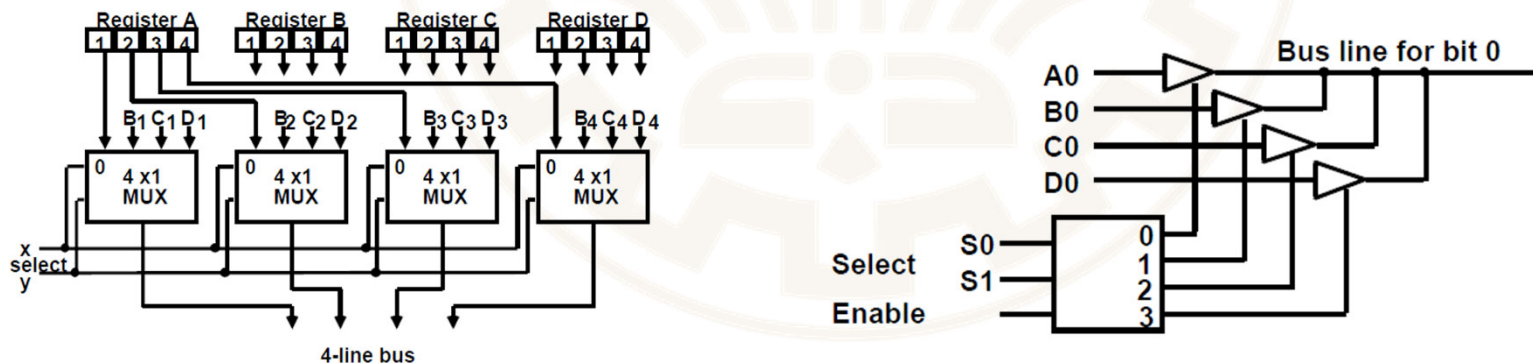 Register A Register B Register C Register D
1 2 3 4 1 2 3 4 1 2 3 4 1 2 3 4
B1 C1 D1 B2 C2 D2 B3 C3 D3 B4 C4 D4
0 4 x1 MUX
0 4 x1 MUX
0 4 x1 MUX
0 4 x1 MUX
x
select
y
4-line bus
Bus line for bit 0
A0
B0
C0
D0
S0
Select
S1
Enable
0
1
2
3